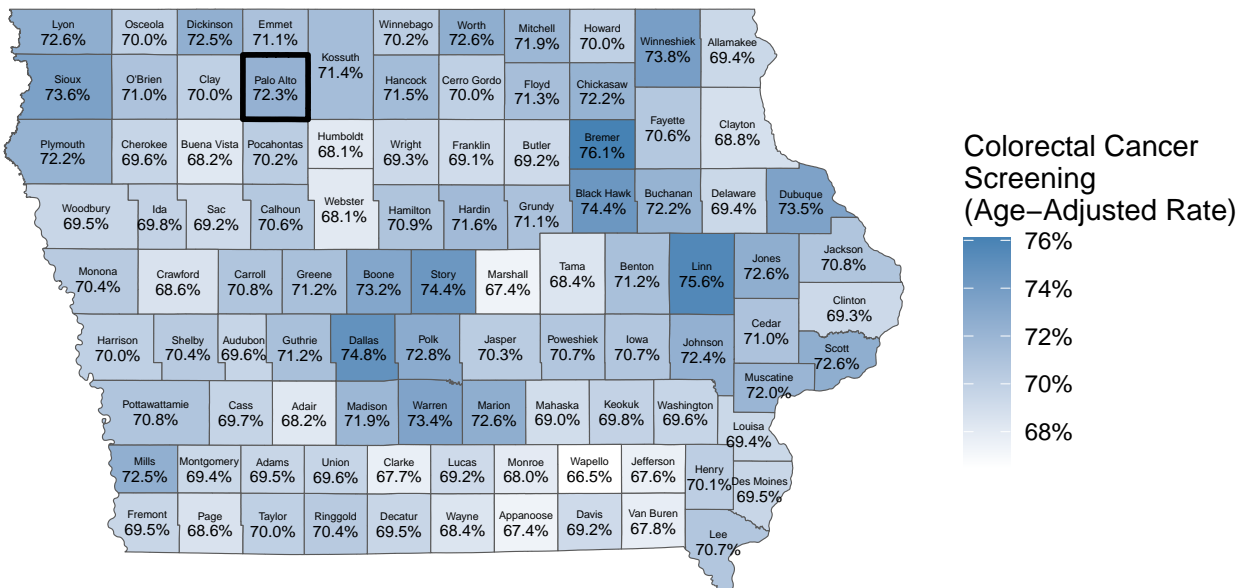 Lyon
72.6%
Osceola
70.0%
Dickinson
72.5%
Emmet
71.1%
Kossuth
71.4%
Winnebago
70.2%
Worth
72.6%
Mitchell
71.9%
Howard
70.0%
Winneshiek
73.8%
Allamakee
69.4%
Sioux
73.6%
O'Brien
71.0%
Clay
70.0%
Palo Alto
72.3%
Hancock
71.5%
Cerro Gordo
70.0%
Floyd
71.3%
Chickasaw
72.2%
Fayette
70.6%
Clayton
68.8%
Plymouth
72.2%
Cherokee
69.6%
Buena Vista
68.2%
Pocahontas
70.2%
Humboldt
68.1%
Wright
69.3%
Franklin
69.1%
Butler
69.2%
Bremer
76.1%
Woodbury
69.5%
Ida
69.8%
Sac
69.2%
Calhoun
70.6%
Webster
68.1%
Hamilton
70.9%
Hardin
71.6%
Grundy
71.1%
Black Hawk
74.4%
Buchanan
72.2%
Delaware
69.4%
Dubuque
73.5%
Monona
70.4%
Crawford
68.6%
Carroll
70.8%
Greene
71.2%
Boone
73.2%
Story
74.4%
Marshall
67.4%
Tama
68.4%
Benton
71.2%
Linn
75.6%
Jones
72.6%
Jackson
70.8%
Clinton
69.3%
Harrison
70.0%
Shelby
70.4%
Audubon
69.6%
Guthrie
71.2%
Dallas
74.8%
Polk
72.8%
Jasper
70.3%
Poweshiek
70.7%
Iowa
70.7%
Johnson
72.4%
Cedar
71.0%
Scott
72.6%
Muscatine
72.0%
Pottawattamie
70.8%
Cass
69.7%
Adair
68.2%
Madison
71.9%
Warren
73.4%
Marion
72.6%
Mahaska
69.0%
Keokuk
69.8%
Washington
69.6%
Louisa
69.4%
Mills
72.5%
Montgomery
69.4%
Adams
69.5%
Union
69.6%
Clarke
67.7%
Lucas
69.2%
Monroe
68.0%
Wapello
66.5%
Jefferson
67.6%
Henry
70.1%
Des Moines
69.5%
Fremont
69.5%
Page
68.6%
Taylor
70.0%
Ringgold
70.4%
Decatur
69.5%
Wayne
68.4%
Appanoose
67.4%
Davis
69.2%
Van Buren
67.8%
Lee
70.7%
Colorectal Cancer
Screening
(Age−Adjusted Rate)
76%
74%
72%
70%
68%